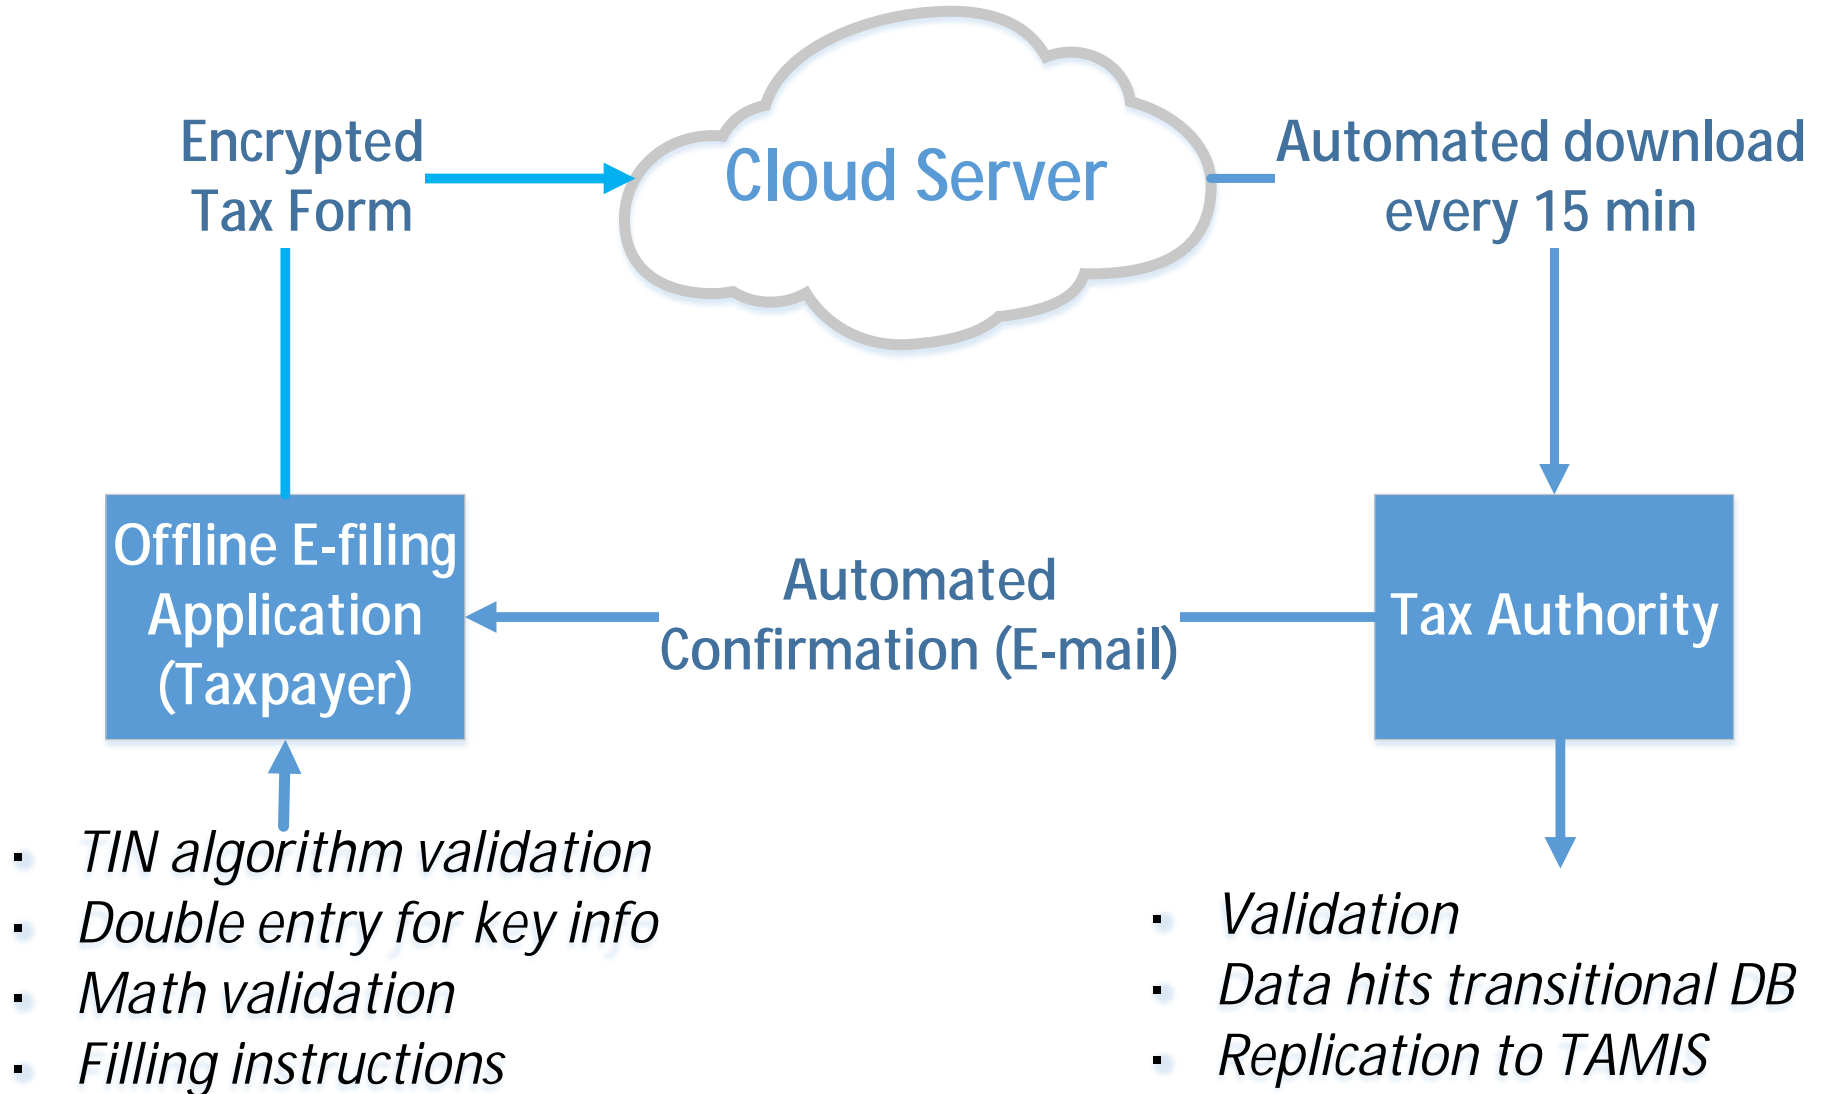 Encrypted
Tax Form
Cloud Server
Automated download
every 15 min
Offline E-filing
Application
(Taxpayer)
Automated
Confirmation (E-mail)
Tax Authority
▪ TIN algorithm validation
▪ Double entry for key info
▪ Math validation
▪ Filling instructions
▪ Validation
▪ Data hits transitional DB
▪ Replication to TAMIS